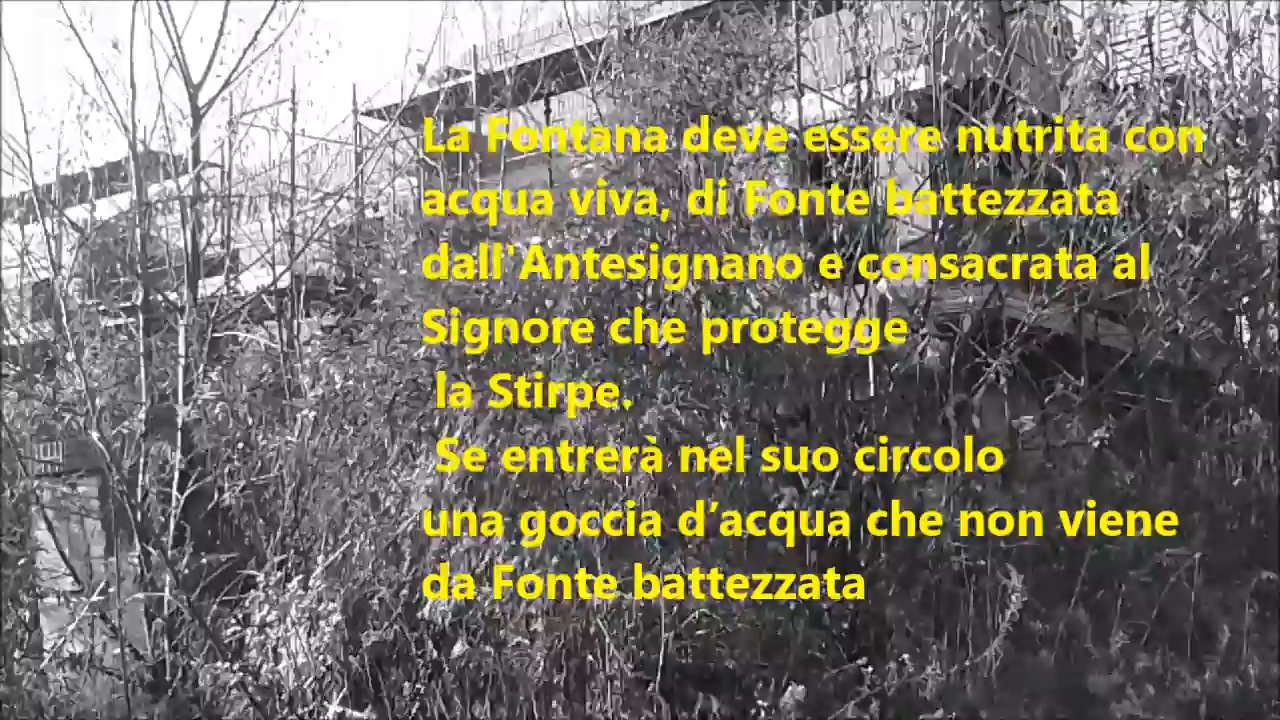 La Fontana deve essere nutrita con
acqua viva, di Fonte battezzata
dall'Antesignano e consacrata al
Signore che protegge
la Stirpe.
Se entrerà nel suo circolo
una goccia d’acqua che non viene
da Fonte battezzata